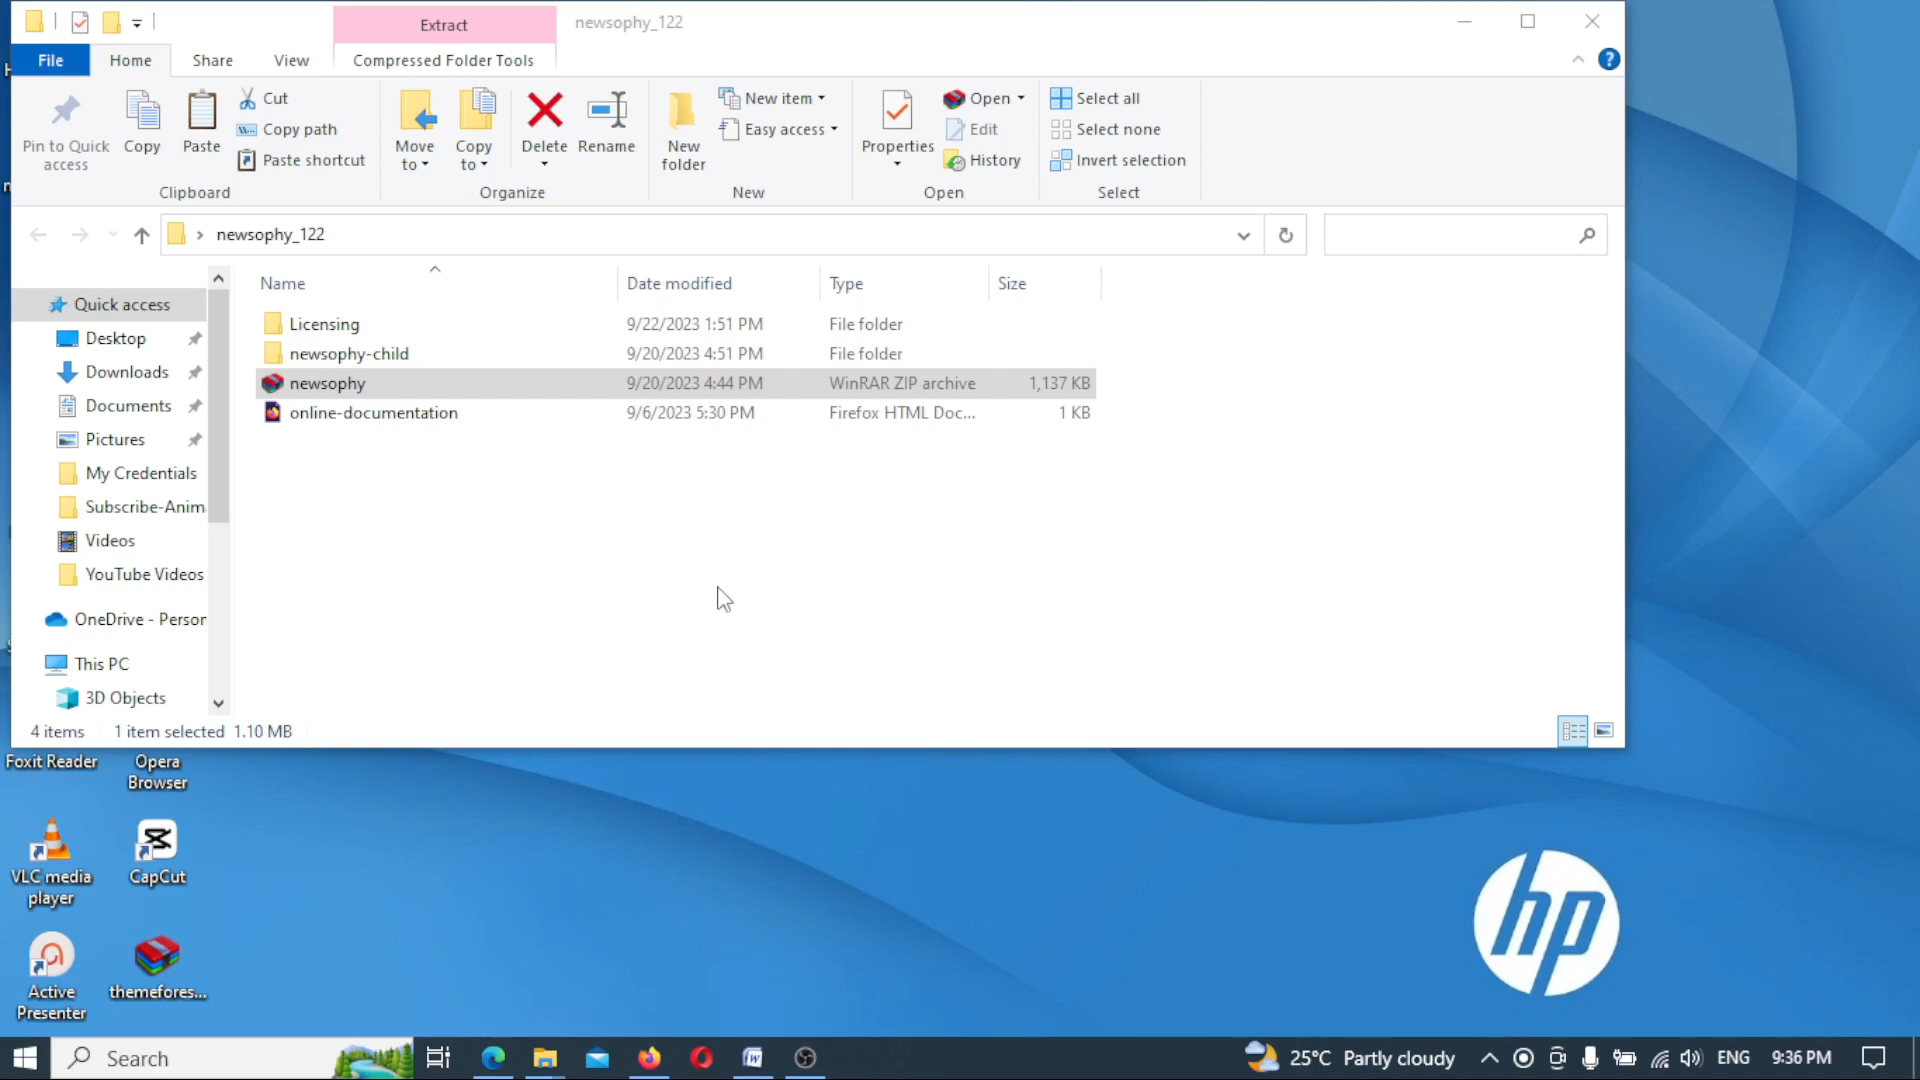 Extract
newsophy_122
File
Home
Share
View
Compressed Folder Tools
Pin to Quick access
Copy
Paste
Cut
Copy path
Paste shortcut
Clipboard
Move to
Copy to
Delete
Rename
Organize
New folder
New item
Easy access
New
Properties
Open
Edit
History
Open
Select all
Select none
Invert selection
Select
newsophy_122
Name
Date modified
Type
Size
Licensing 9/22/2023 1:51 PM File folder
newsophy-child 9/20/2023 4:51 PM File folder
newsophy 9/20/2023 4:44 PM WinRAR ZIP archive 1,137 KB
online-documentation 9/6/2023 5:30 PM Firefox HTML Doc... 1 KB
Quick access
Desktop
Downloads
Documents
Pictures
My Credentials
Subscribe-Anim
Videos
YouTube Videos
OneDrive - Person
This PC
3D Objects
4 items 1 item selected 1.10 MB
Foxit Reader
Opera Browser
VLC media player
CapCut
Active Presenter
themefores...
hp
Search
25°C Partly cloudy
ENG
9:36 PM